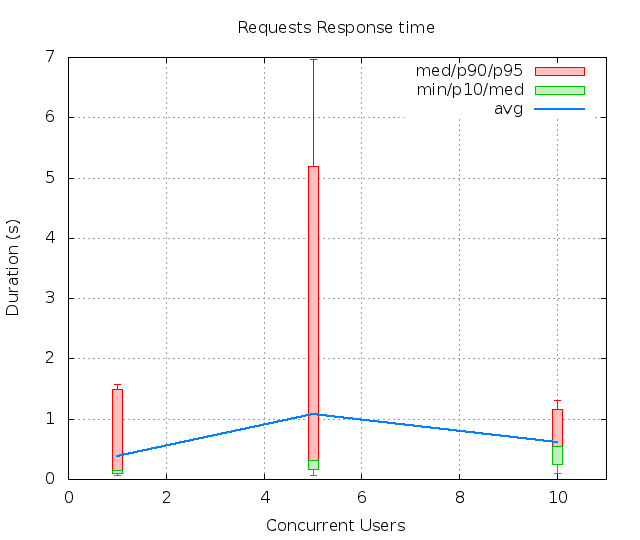 Requests Response time
med/p90/p95
min/p10/med
avg
Duration (s)
7
6
5
4
3
2
1
0
0 2 4 6 8 10
Concurrent Users